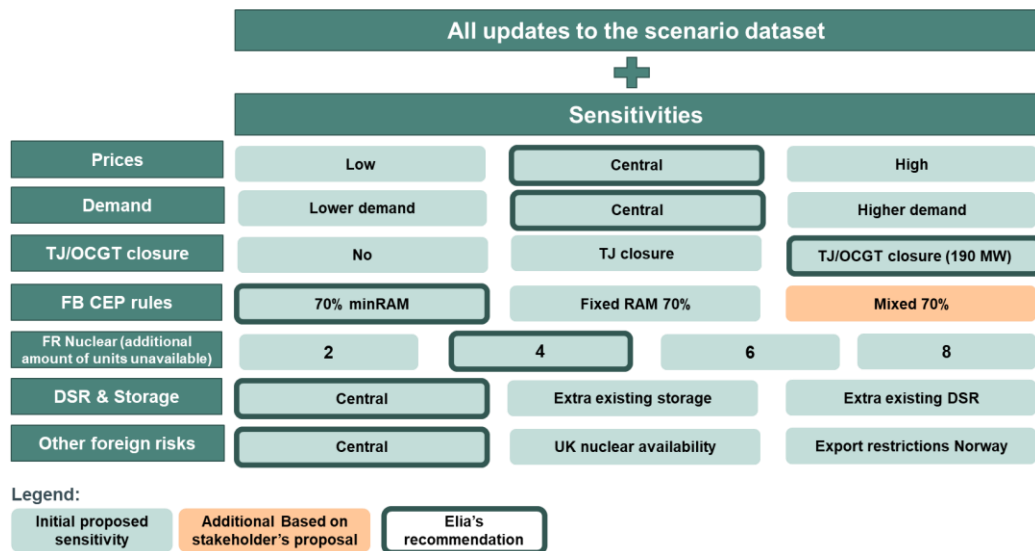 All updates to the scenario dataset
Sensitivities
Prices
Low
Central
High
Demand
Lower demand
Central
Higher demand
TJ/OCGT closure
No
TJ closure
TJ/OCGT closure (190 MW)
FB CEP rules
70% minRAM
Fixed RAM 70%
Mixed 70%
FR Nuclear (additional
amount of units unavailable)
2
4
6
8
DSR & Storage
Central
Extra existing storage
Extra existing DSR
Other foreign risks
Central
UK nuclear availability
Export restrictions Norway
Legend:
Initial proposed
sensitivity
Additional Based on
stakeholder's proposal
Elia's
recommendation